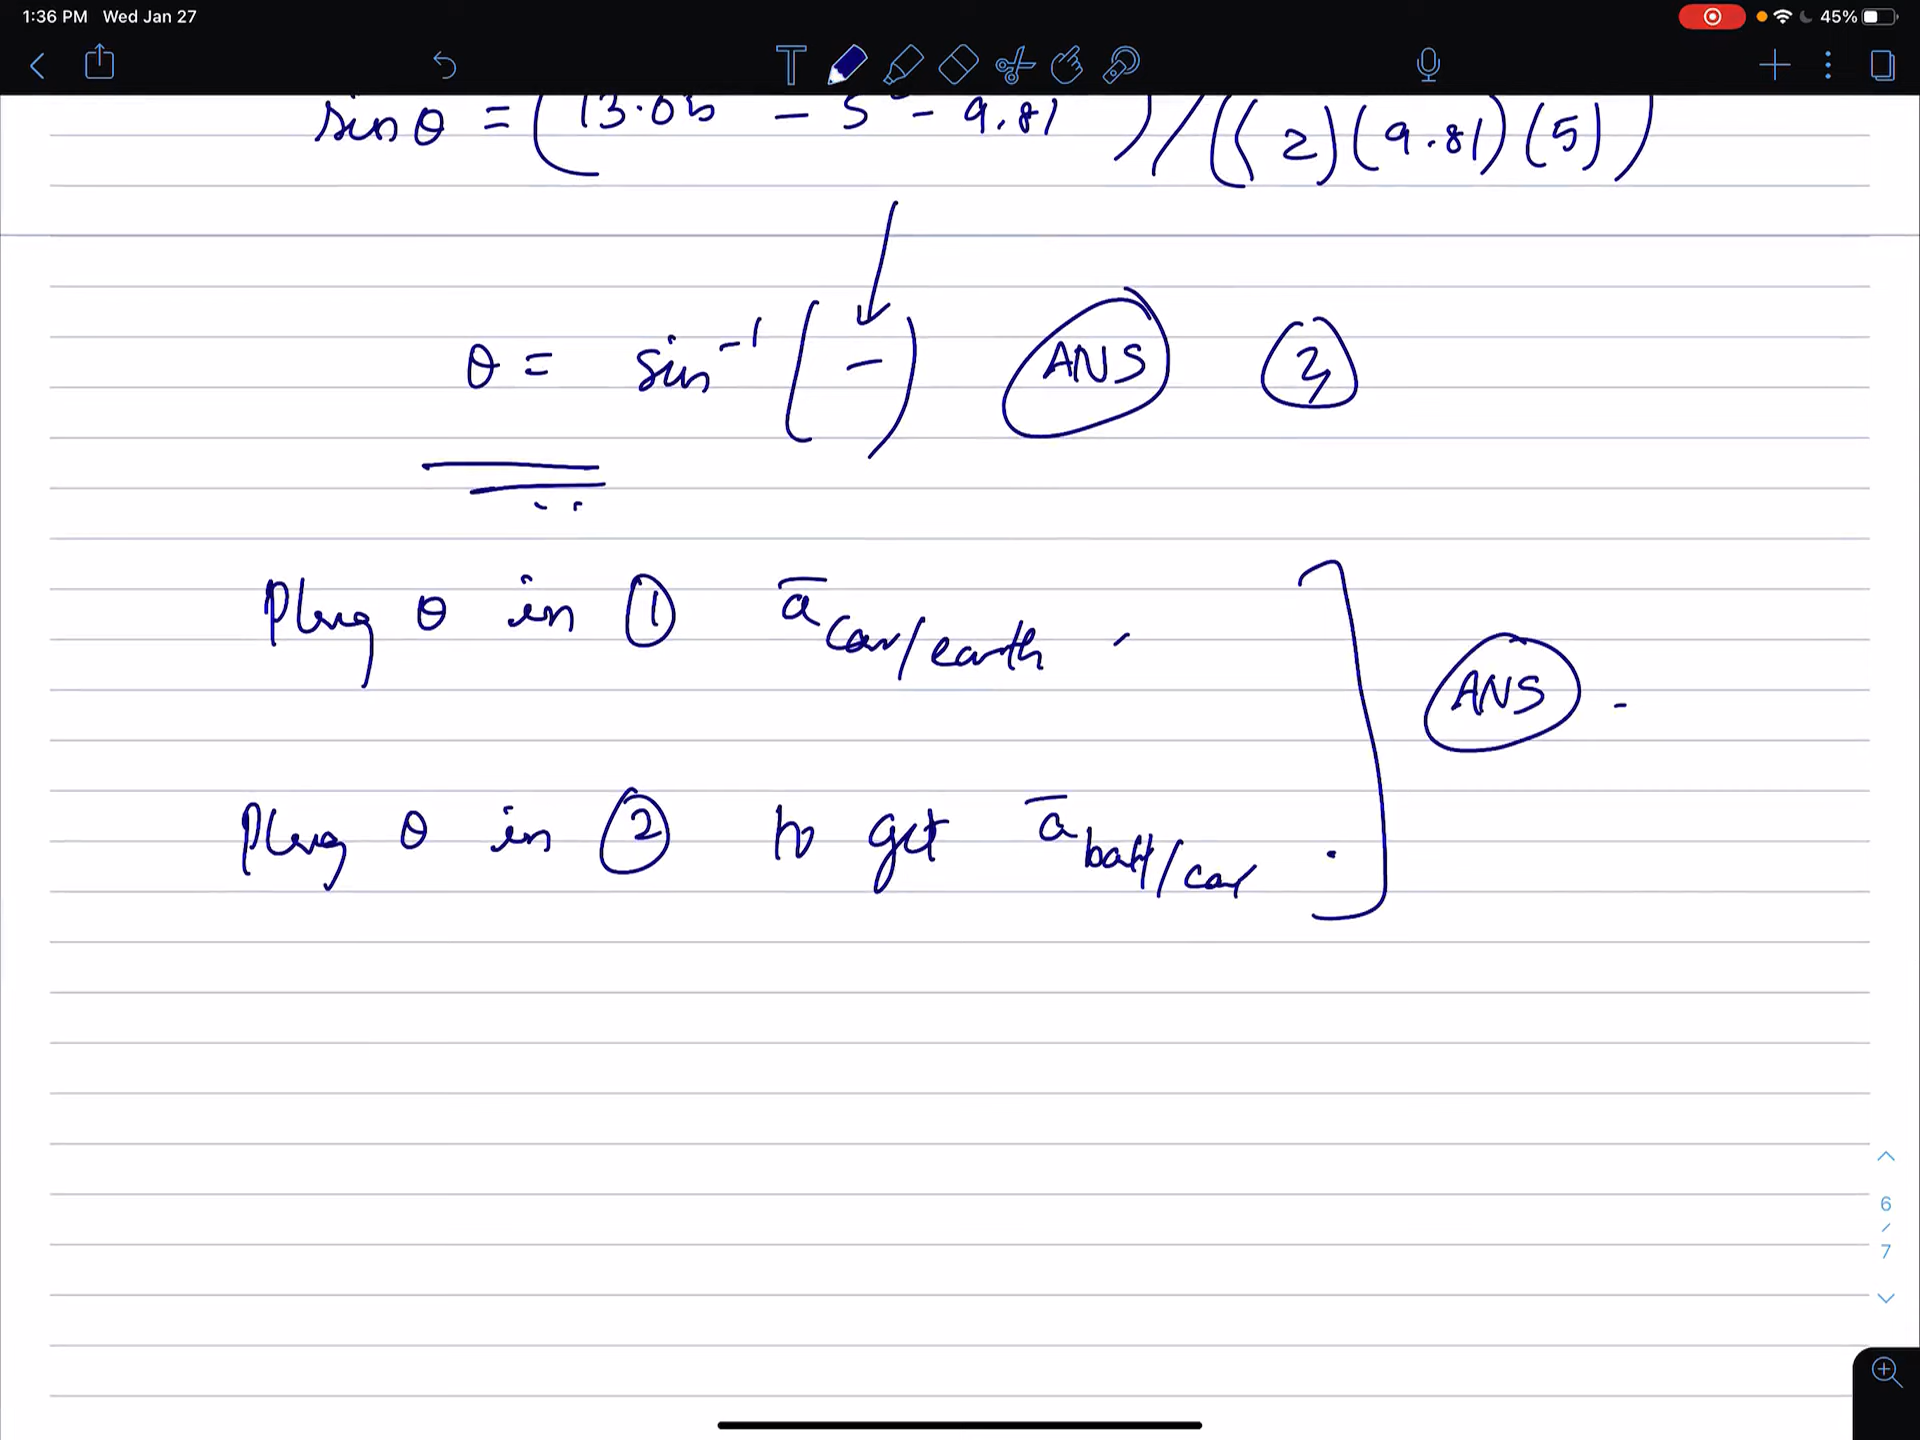 1:36 PM Wed Jan 27
45%
sin θ = (13.05 - 5 - 9.81 ) / ((2)(9.81)(5))
θ = sin⁻¹ ( - ) ANS 3
Plug θ in ① a̅ car/earth
Plug θ in ② to get a̅ ball/car .
ANS .
6
/
7